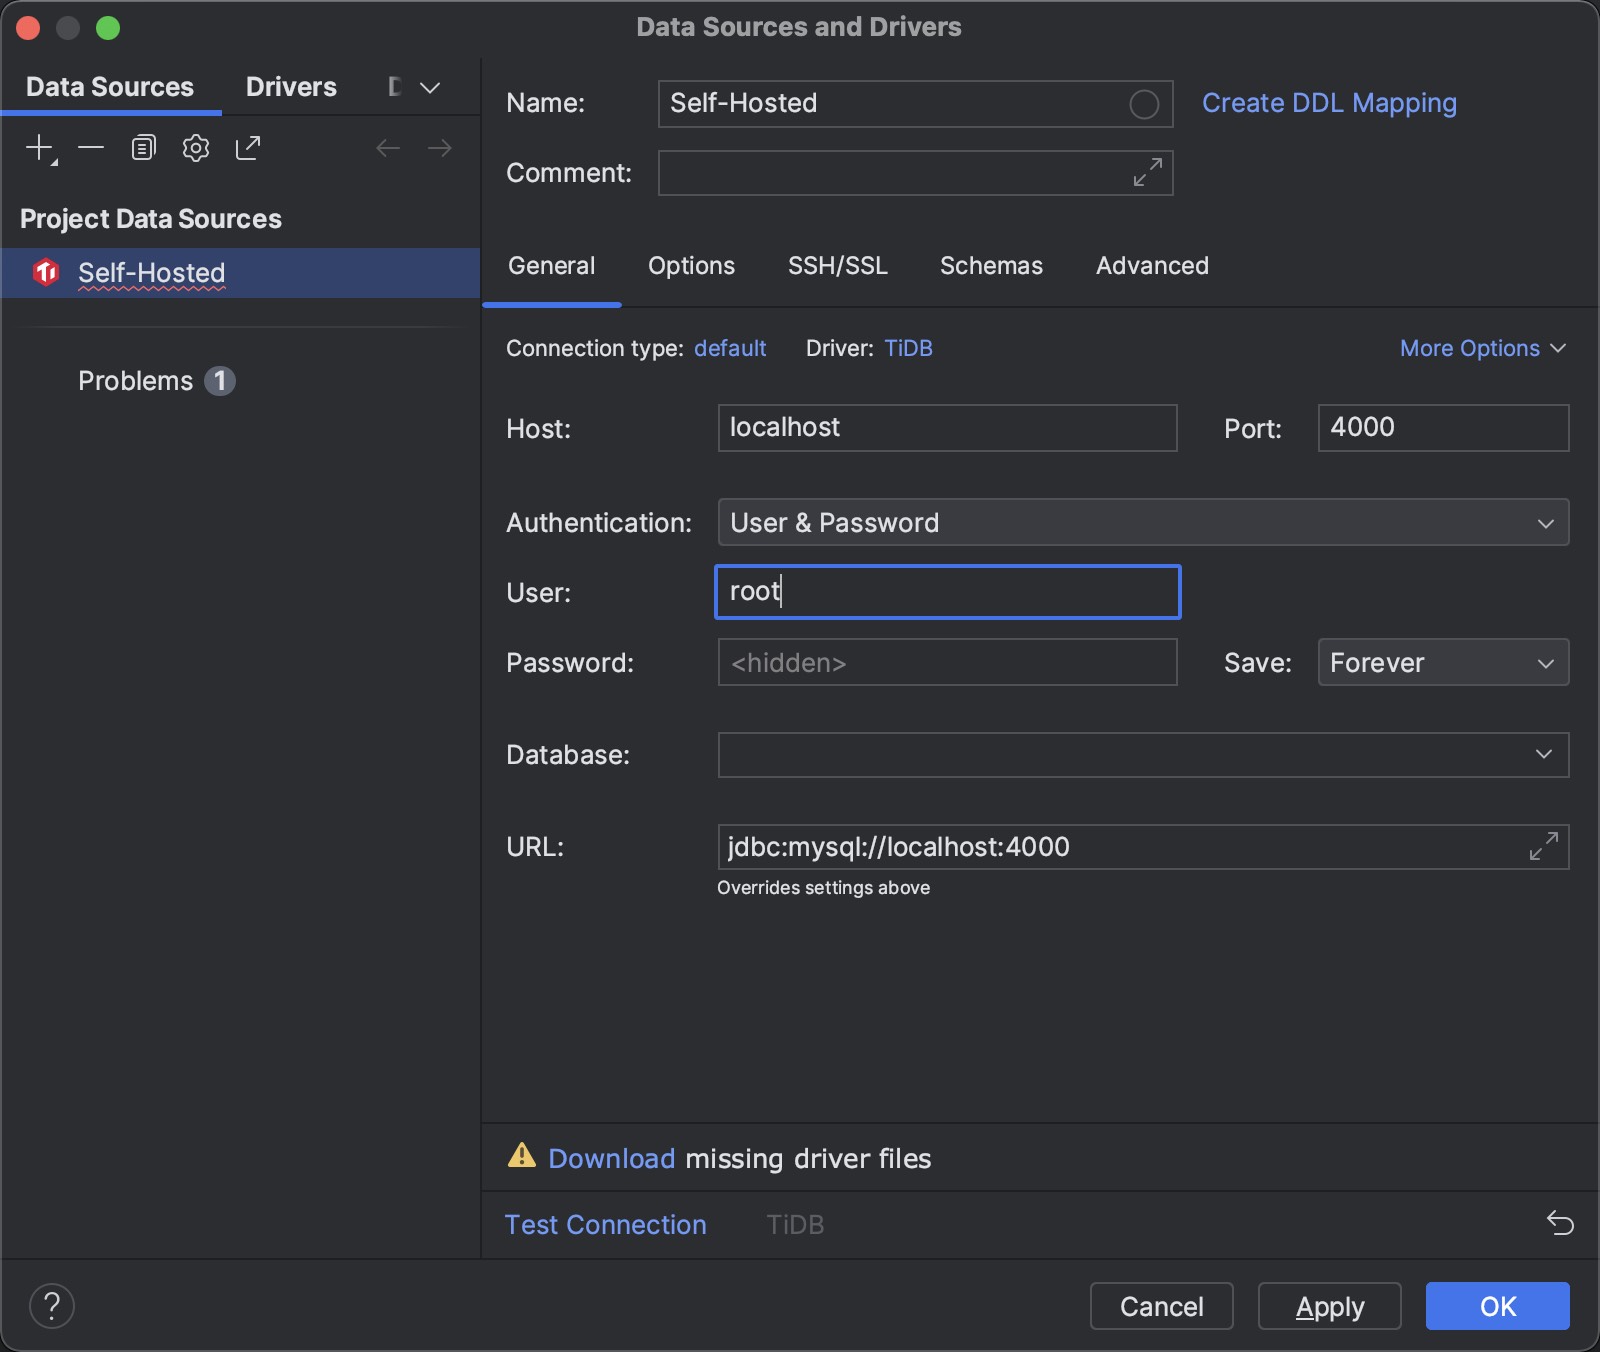 Data Sources and Drivers
Data Sources Drivers
Name: Self-Hosted Create DDL Mapping
Comment:
Project Data Sources
Self-Hosted
Problems 1
General Options SSH/SSL Schemas Advanced
Connection type: default Driver: TiDB More Options
Host: localhost Port: 4000
Authentication: User & Password
User: root
Password: <hidden> Save: Forever
Database:
URL: jdbc:mysql://localhost:4000
Overrides settings above
Download missing driver files
Test Connection TiDB
? Cancel Apply OK